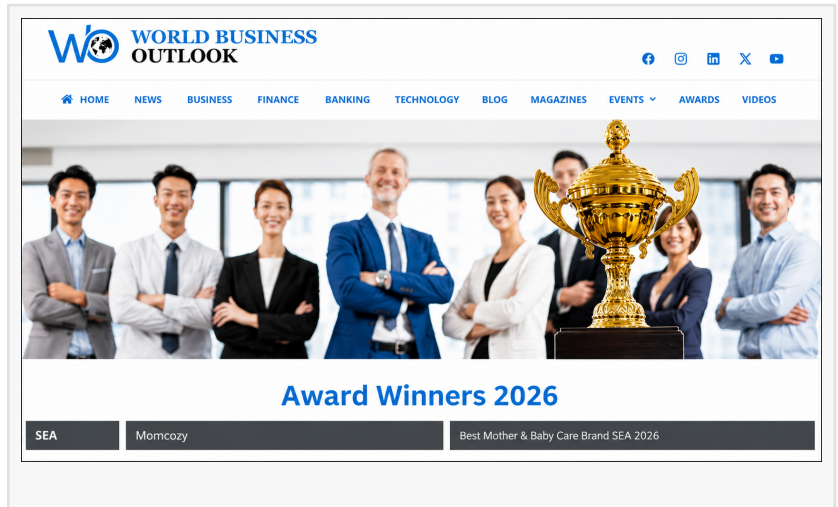 WO WORLD BUSINESS
OUTLOOK
HOME NEWS BUSINESS FINANCE BANKING TECHNOLOGY BLOG MAGAZINES EVENTS AWARDS VIDEOS
Award Winners 2026
SEA Momcozy Best Mother & Baby Care Brand SEA 2026